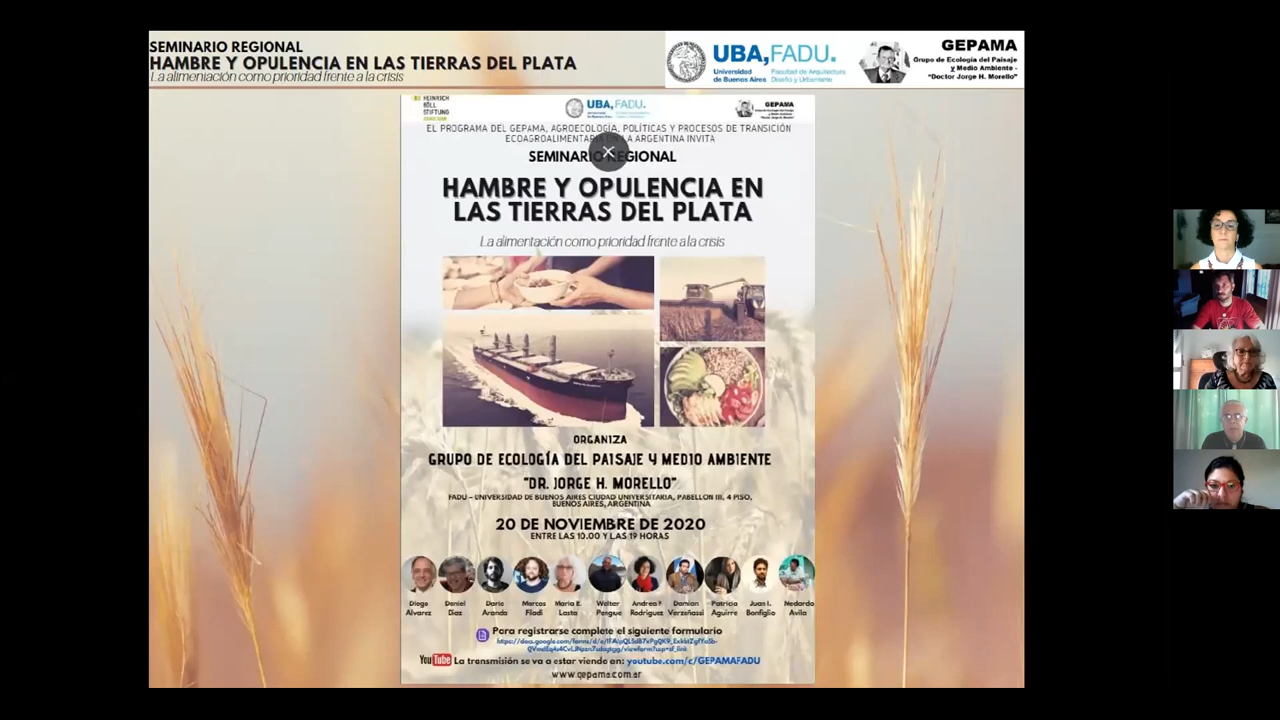 SEMINARIO REGIONAL
HAMBRE Y OPULENCIA EN LAS TIERRAS DEL PLATA
La alimentación como prioridad frente a la crisis
UBA, FADU.
Universidad de Buenos Aires
Facultad de Arquitectura Diseño y Urbanismo
GEPAMA
Grupo de Ecología del Paisaje
y Medio Ambiente -
"Doctor Jorge H. Morello"
HEINRICH
BÖLL
STIFTUNG
UBA, FADU.
GEPAMA
EL PROGRAMA DEL GEPAMA, AGROECOLOGÍA, POLÍTICAS Y PROCESOS DE TRANSICIÓN
LA ARGENTINA INVITA
SEMINARIO REGIONAL
HAMBRE Y OPULENCIA EN
LAS TIERRAS DEL PLATA
La alimentación como prioridad frente a la crisis
ORGANIZA
GRUPO DE ECOLOGÍA DEL PAISAJE Y MEDIO AMBIENTE
"DR. JORGE H. MORELLO"
FADU - UNIVERSIDAD DE BUENOS AIRES CIUDAD UNIVERSITARIA, PABELLON III, 4 PISO,
BUENOS AIRES, ARGENTINA
20 DE NOVIEMBRE DE 2020
ENTRE LAS 10.00 Y LAS 19 HORAS
Diego Alvarez
Daniel Diaz
Dario Aranda
Marcos Filadi
Maria E. Lasta
Walter Pengue
Andrea F Rodriguez
Damian Verzeñassi
Patricia Aguirre
Juan I. Bonfiglio
Nedardo Avila
Para registrarse complete el siguiente formulario
YouTube La transmisión se va a estar viendo en: youtube.com/c/GEPAMAFADU
www.gepama.com.ar